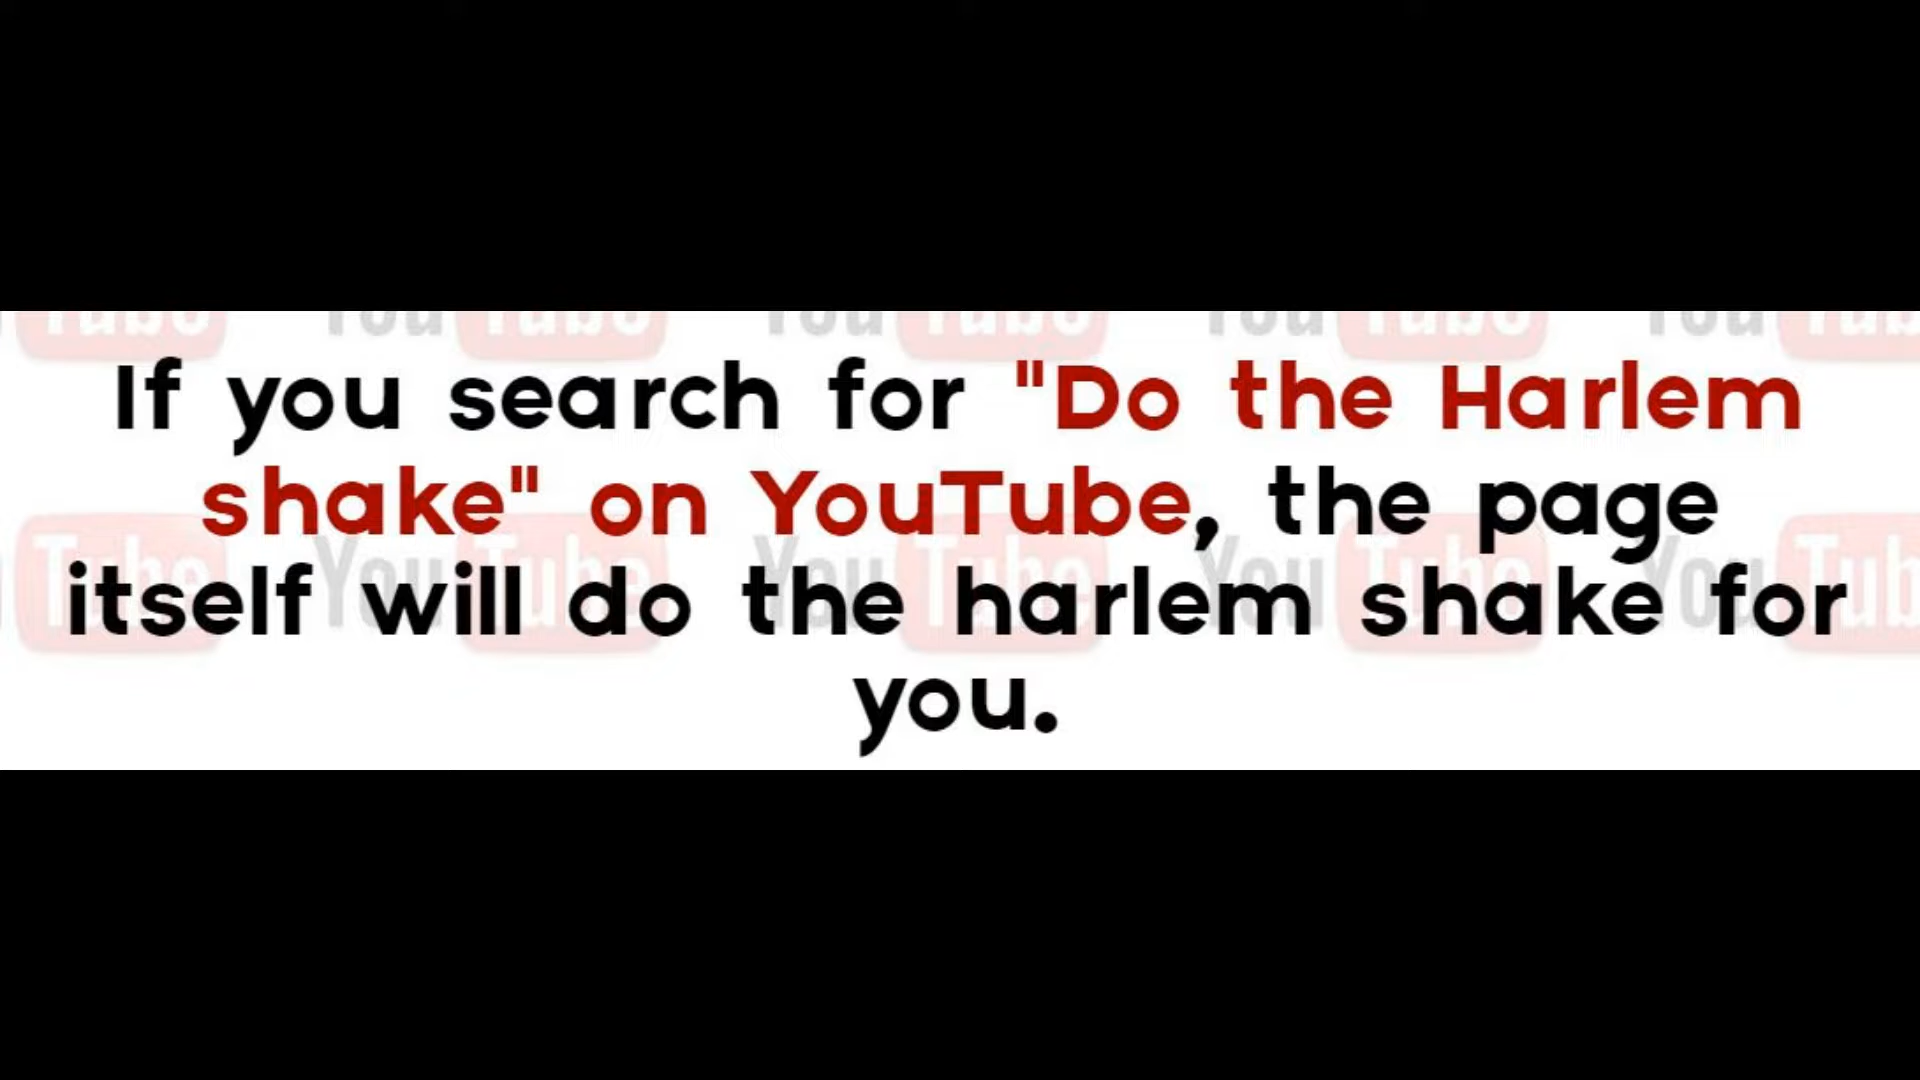 If you search for "Do the Harlem
shake" on YouTube, the page
itself will do the harlem shake for
you.